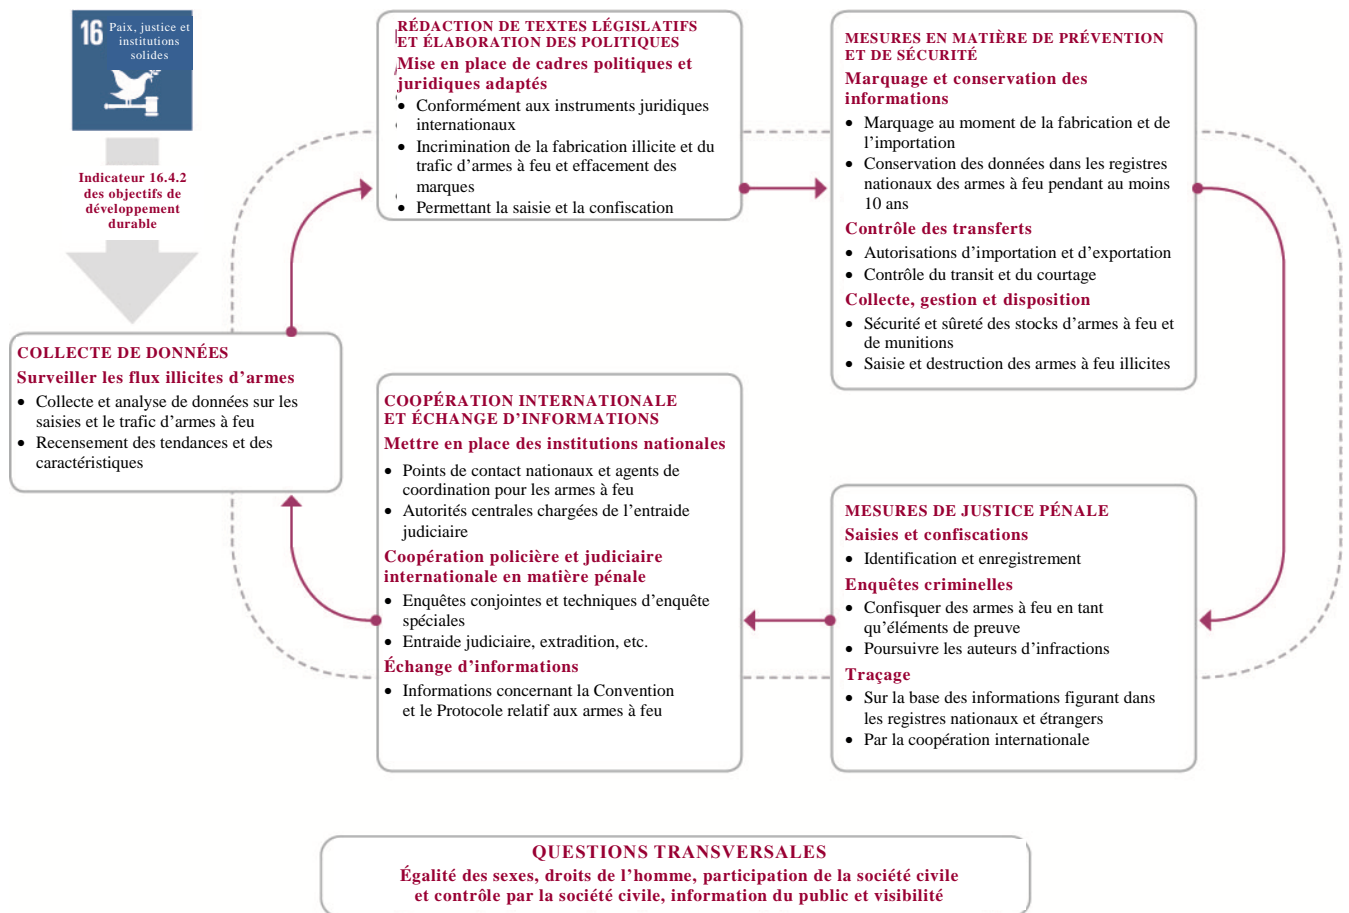 16 Paix, justice et
institutions
solides
Indicateur 16.4.2
des objectifs de
développement
durable
COLLECTE DE DONNÉES
Surveiller les flux illicites d’armes
• Collecte et analyse de données sur les
saisies et le trafic d’armes à feu
• Recensement des tendances et des
caractéristiques
RÉDACTION DE TEXTES LÉGISLATIFS
ET ÉLABORATION DES POLITIQUES
Mise en place de cadres politiques et
juridiques adaptés
• Conformément aux instruments juridiques
internationaux
• Incrimination de la fabrication illicite et du
trafic d’armes à feu et effacement des
marques
• Permettant la saisie et la confiscation
MESURES EN MATIÈRE DE PRÉVENTION
ET DE SÉCURITÉ
Marquage et conservation des
informations
• Marquage au moment de la fabrication et de
l’importation
• Conservation des données dans les registres
nationaux des armes à feu pendant au moins
10 ans
Contrôle des transferts
• Autorisations d’importation et d’exportation
• Contrôle du transit et du courtage
Collecte, gestion et disposition
• Sécurité et sûreté des stocks d’armes à feu et
de munitions
• Saisie et destruction des armes à feu illicites
MESURES DE JUSTICE PÉNALE
Saisies et confiscations
• Identification et enregistrement
Enquêtes criminelles
• Confisquer des armes à feu en tant
qu’éléments de preuve
• Poursuivre les auteurs d’infractions
Traçage
• Sur la base des informations figurant dans
les registres nationaux et étrangers
• Par la coopération internationale
COOPÉRATION INTERNATIONALE
ET ÉCHANGE D’INFORMATIONS
Mettre en place des institutions nationales
• Points de contact nationaux et agents de
coordination pour les armes à feu
• Autorités centrales chargées de l’entraide
judiciaire
Coopération policière et judiciaire
internationale en matière pénale
• Enquêtes conjointes et techniques d’enquête
spéciales
• Entraide judiciaire, extradition, etc.
Échange d’informations
• Informations concernant la Convention
et le Protocole relatif aux armes à feu
QUESTIONS TRANSVERSALES
Égalité des sexes, droits de l’homme, participation de la société civile
et contrôle par la société civile, information du public et visibilité